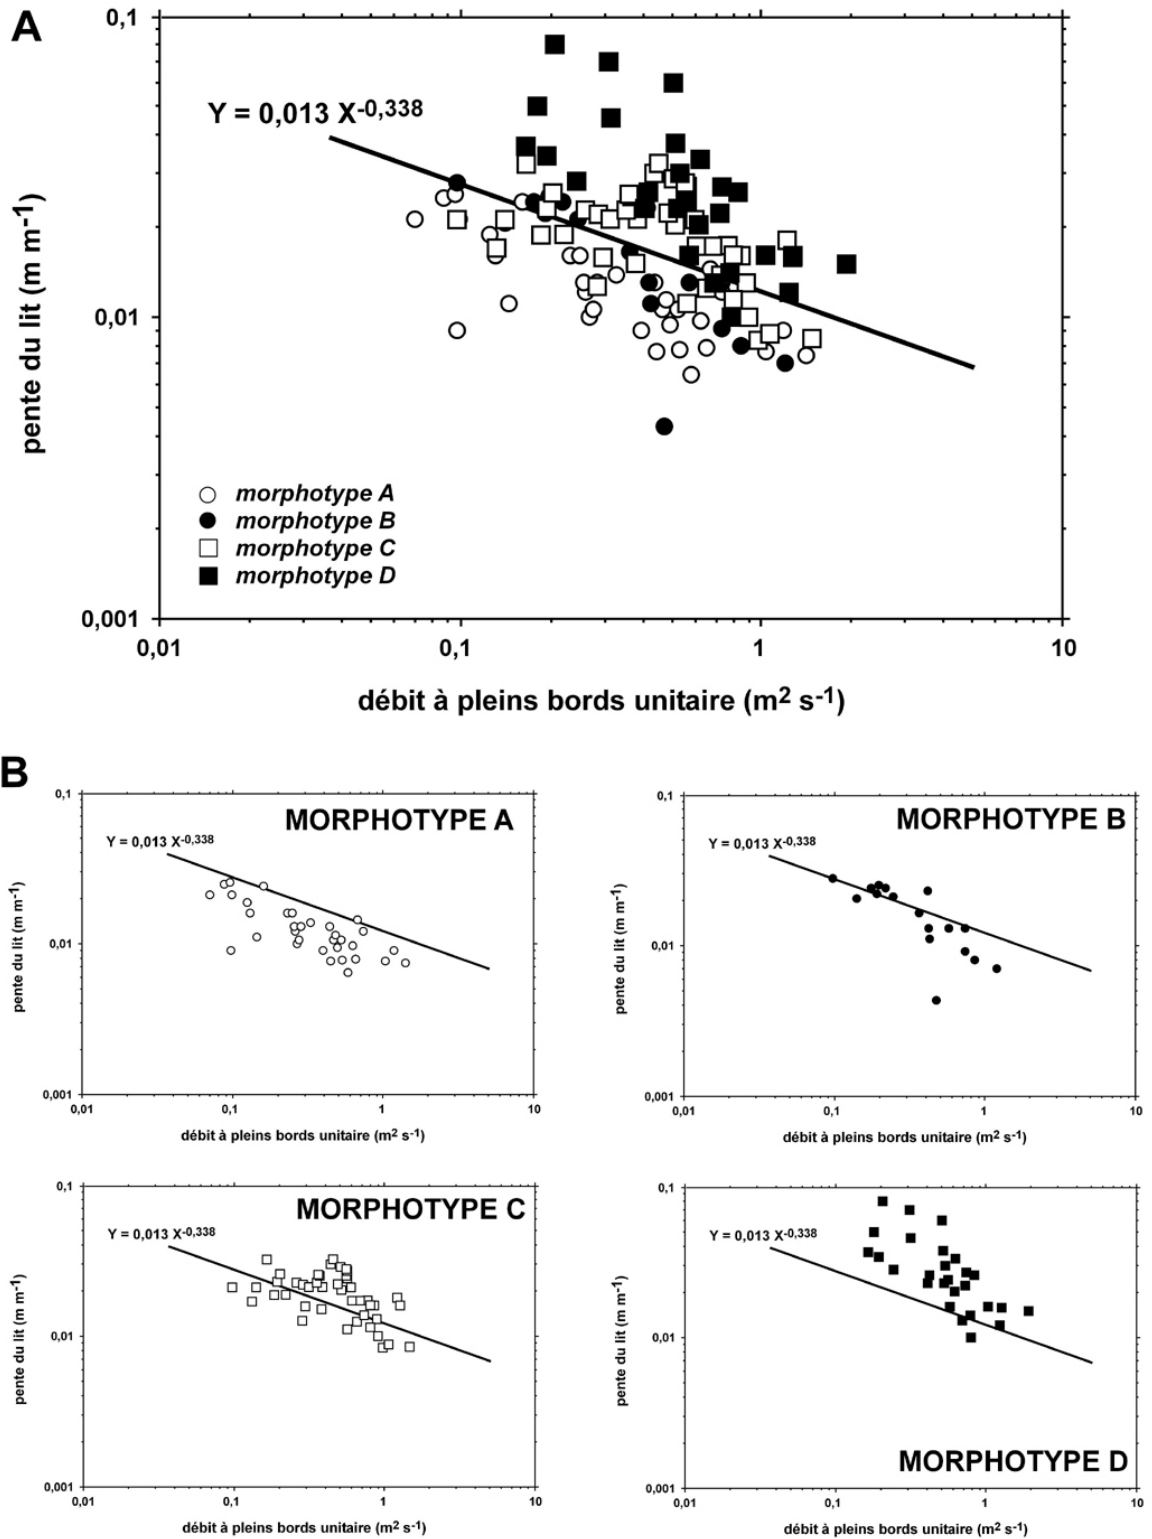 A
0,1
Y = 0,013 X-0,338
pente du lit (m m-1)
0,01
morphotype A
morphotype B
morphotype C
morphotype D
0,001
0,01 0,1 1 10
débit à pleins bords unitaire (m2 s-1)
B
0,1
MORPHOTYPE A
Y = 0,013 X-0,338
pente du lit (m m-1)
0,01
0,001
0,01 0,1 1 10
débit à pleins bords unitaire (m2 s-1)
0,1
MORPHOTYPE B
Y = 0,013 X-0,338
pente du lit (m m-1)
0,01
0,001
0,01 0,1 1 10
débit à pleins bords unitaire (m2 s-1)
0,1
MORPHOTYPE C
Y = 0,013 X-0,338
pente du lit (m m-1)
0,01
0,001
0,01 0,1 1 10
débit à pleins bords unitaire (m2 s-1)
0,1
Y = 0,013 X-0,338
pente du lit (m m-1)
0,01
MORPHOTYPE D
0,001
0,01 0,1 1 10
débit à pleins bords unitaire (m2 s-1)